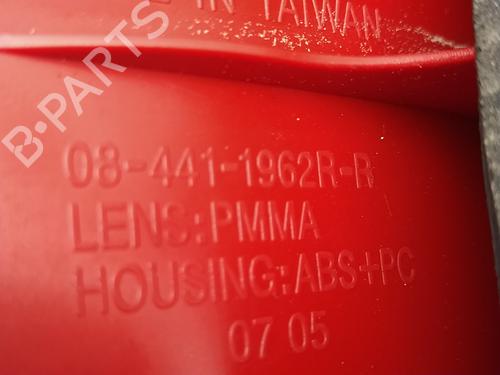 IN TAIWAN
B-PARTS
08-441-1962R-R
LENS:PMMA
HOUSING:ABS+PC
07 05